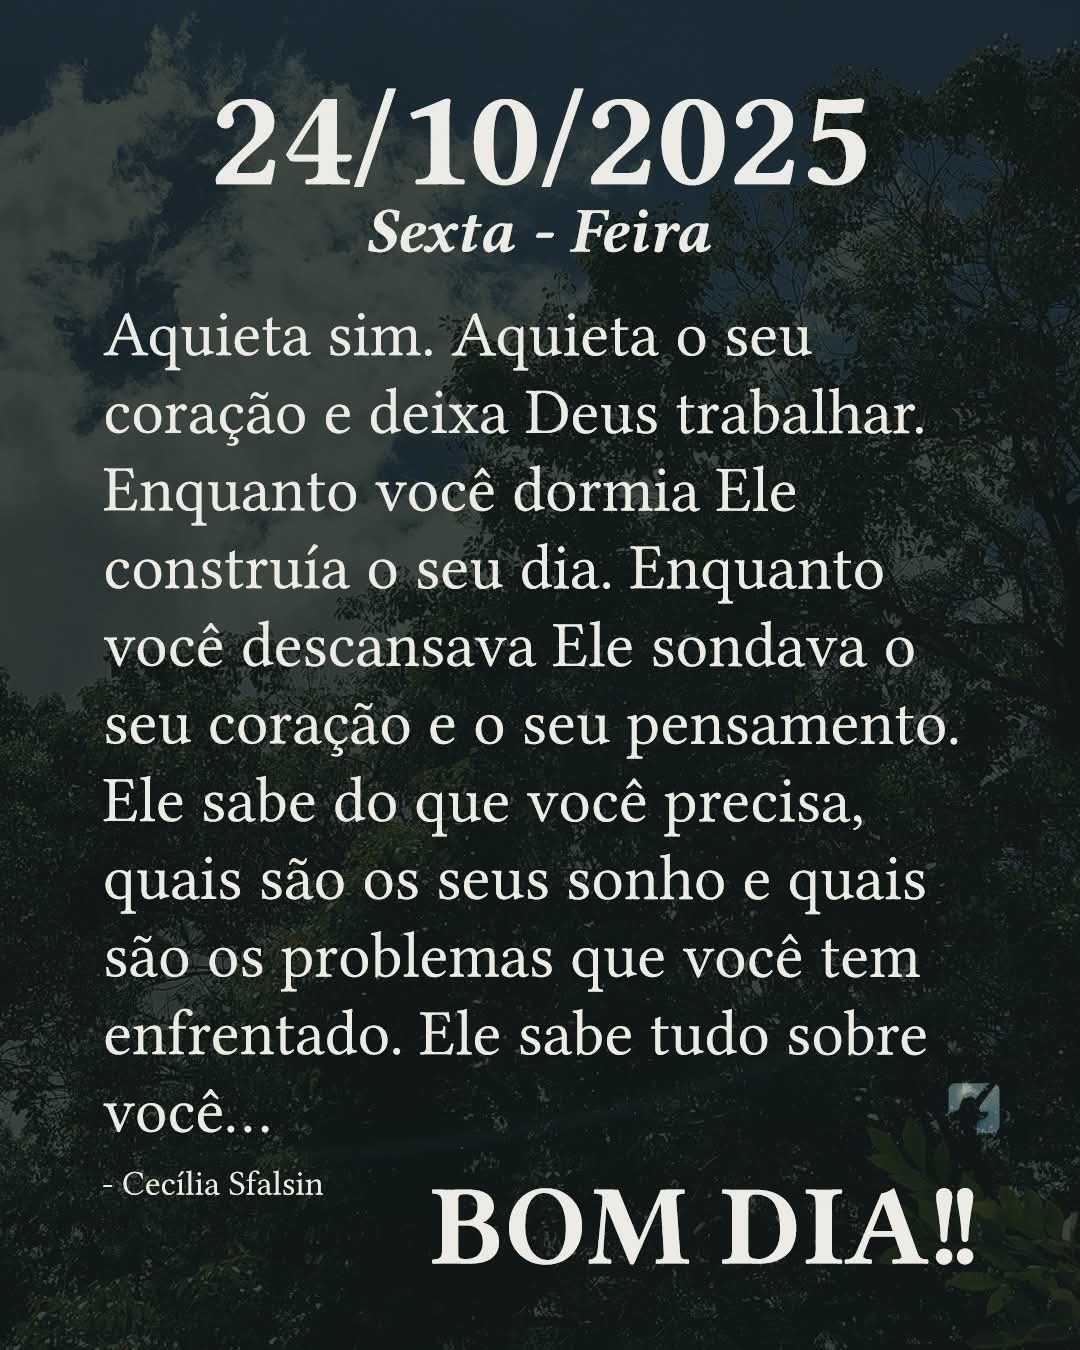 24/10/2025
Sexta - Feira
Aquieta sim. Aquieta o seu
coração e deixa Deus trabalhar.
Enquanto você dormia Ele
construía o seu dia. Enquanto
você descansava Ele sondava o
seu coração e o seu pensamento.
Ele sabe do que você precisa,
quais são os seus sonho e quais
são os problemas que você tem
enfrentado. Ele sabe tudo sobre
você...
- Cecília Sfalsin
BOM DIA!!